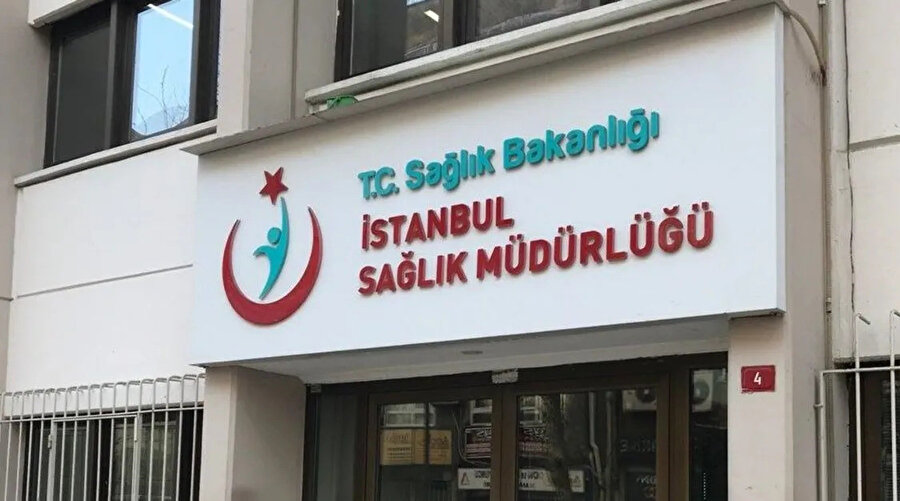 T.C. Sağlık Bakanlığı
İSTANBUL
SAĞLIK MÜDÜRLÜĞÜ
4